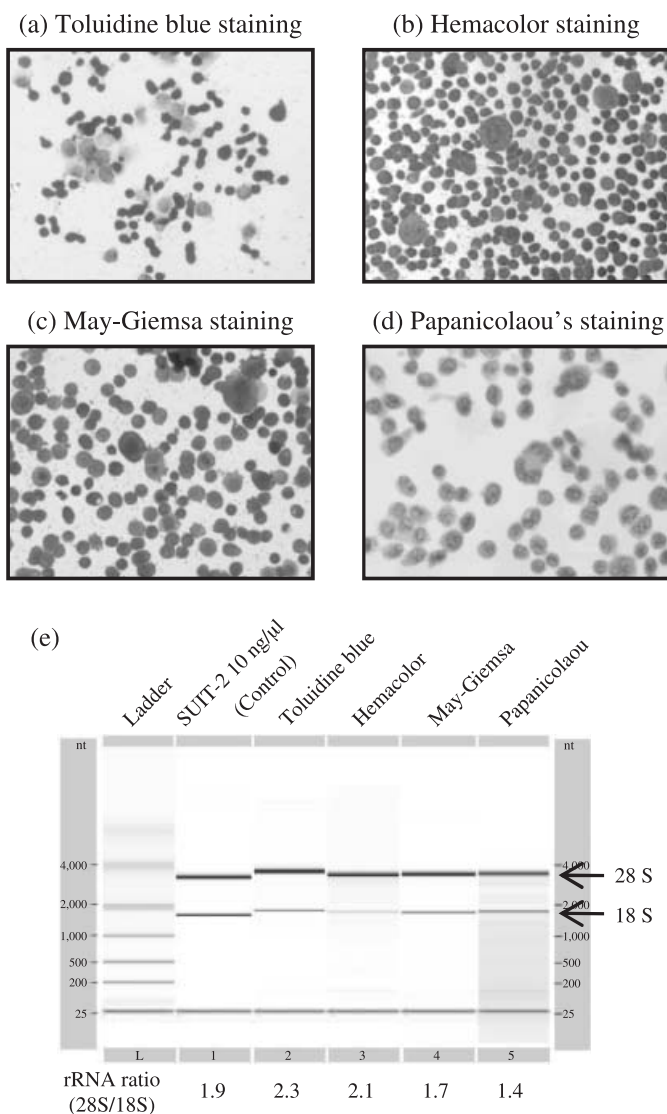 (a) Toluidine blue staining
(b) Hemacolor staining
(c) May-Giemsa staining
(d) Papanicolaou's staining
(e)
Ladder
SUIT-2 10 ng/μl
(Control)
Toluidine blue
Hemacolor
May-Giemsa
Papanicolaou
nt
nt
4,000
4,000
28 S
2,000
2,000
18 S
1,000
1,000
500
500
200
200
25
25
L 1 2 3 4 5
rRNA ratio
(28S/18S)
1.9 2.3 2.1 1.7 1.4